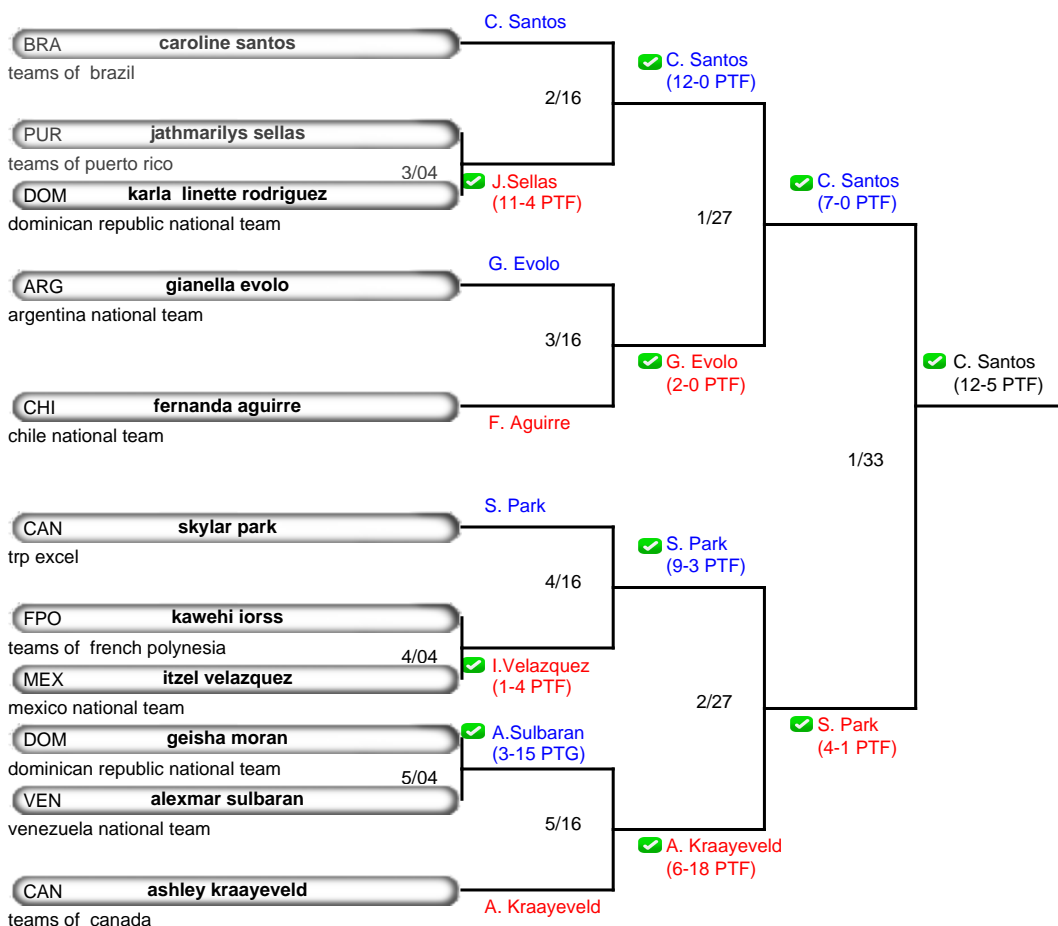 C. Santos
BRA caroline santos
teams of  brazil
C. Santos
(12-0 PTF)
2/16
PUR jathmarilys sellas
teams of puerto rico
3/04
DOM karla  linette rodriguez
dominican republic national team
J.Sellas
(11-4 PTF)
C. Santos
(7-0 PTF)
1/27
G. Evolo
ARG gianella evolo
argentina national team
3/16
G. Evolo
(2-0 PTF)
CHI fernanda aguirre
chile national team
F. Aguirre
C. Santos
(12-5 PTF)
1/33
S. Park
CAN skylar park
trp excel
S. Park
(9-3 PTF)
4/16
FPO kawehi iorss
teams of  french polynesia
4/04
MEX itzel velazquez
mexico national team
I.Velazquez
(1-4 PTF)
2/27
S. Park
(4-1 PTF)
DOM geisha moran
dominican republic national team
A.Sulbaran
(3-15 PTG)
5/04
VEN alexmar sulbaran
venezuela national team
5/16
A. Kraayeveld
(6-18 PTF)
CAN ashley kraayeveld
teams of  canada
A. Kraayeveld